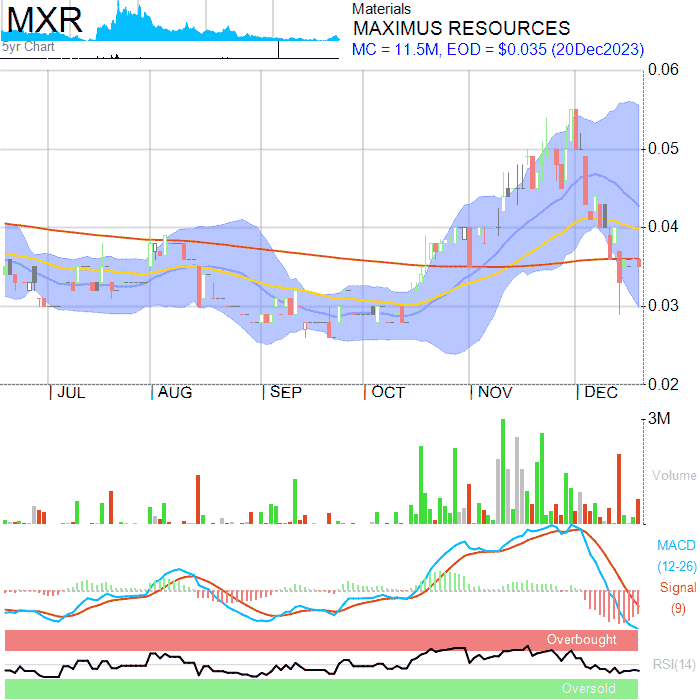 MXR
5yr Chart
Materials
MAXIMUS RESOURCES
MC = 11.5M, EOD = $0.035 (20Dec2023)
0.06
0.05
0.04
0.03
0.02
JUL AUG SEP OCT NOV DEC
3M
Volume
MACD
(12-26)
Signal
(9)
Overbought
RSI(14)
Oversold